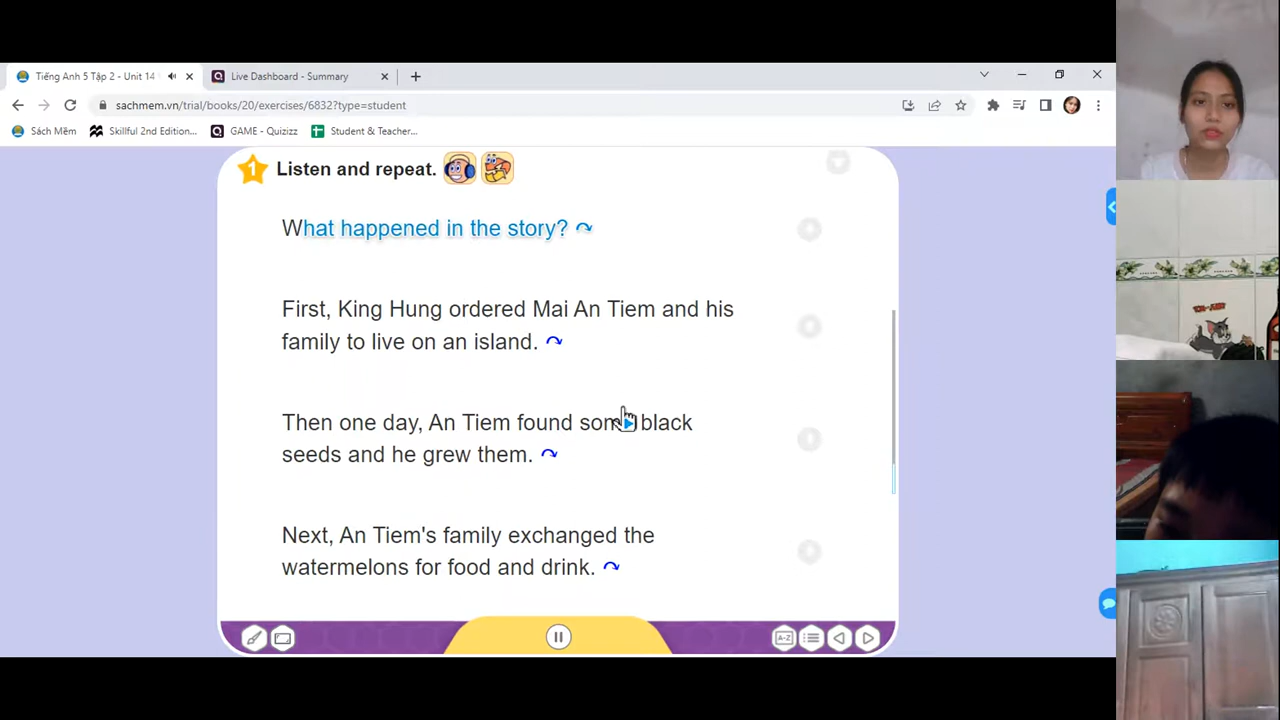 Tiếng Anh 5 Tập 2 - Unit 14
Live Dashboard - Summary
sachmem.vn/trial/books/20/exercises/6832?type=student
Sách Mềm
Skillful 2nd Edition...
GAME - Quizizz
Student & Teacher...
1
Listen and repeat.
What happened in the story?
First, King Hung ordered Mai An Tiem and his
family to live on an island.
Then one day, An Tiem found some black
seeds and he grew them.
Next, An Tiem's family exchanged the
watermelons for food and drink.
A-Z